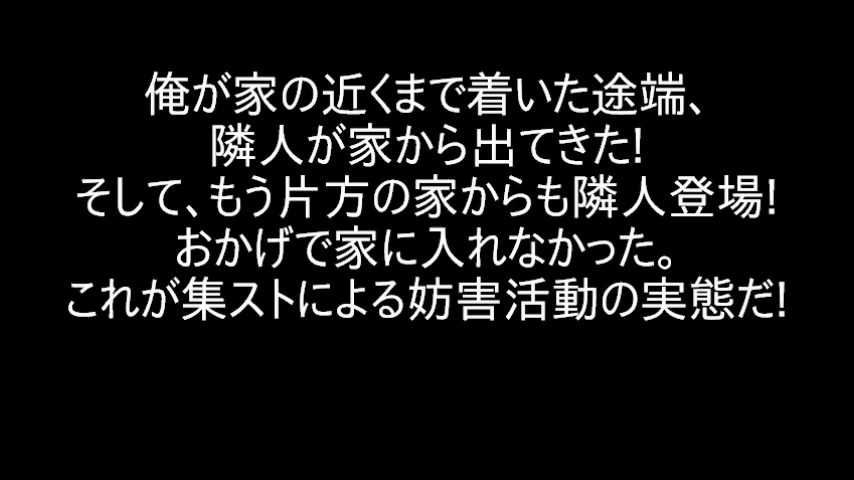 俺が家の近くまで着いた途端、
隣人が家から出てきた!
そして、もう片方の家からも隣人登場!
おかげで家に入れなかった。
これが集ストによる妨害活動の実態だ!